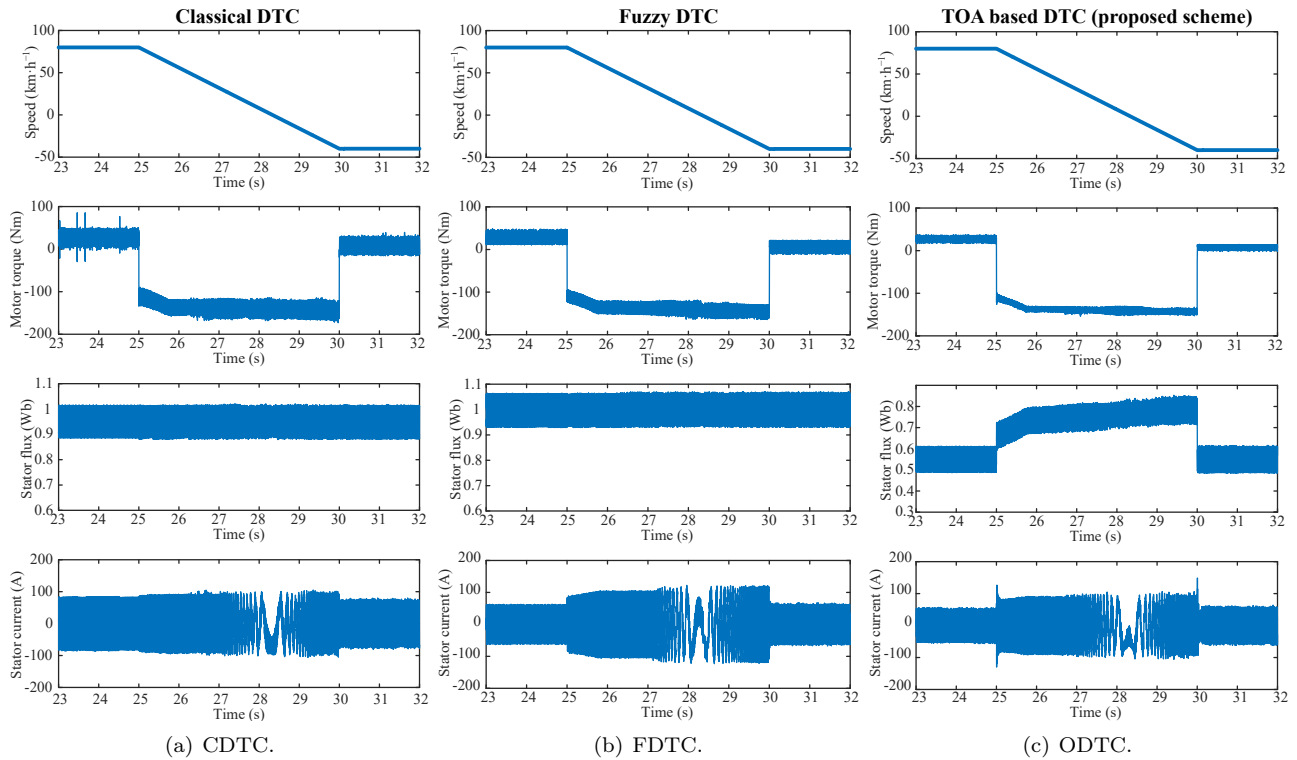 Classical DTC
100
50
0
-50
Speed (km·h⁻¹)
23 24 25 26 27 28 29 30 31 32
Time (s)
100
0
-100
-200
Motor torque (Nm)
23 24 25 26 27 28 29 30 31 32
Time (s)
1.1
1
0.9
0.8
0.7
0.6
Stator flux (Wb)
23 24 25 26 27 28 29 30 31 32
Time (s)
200
100
0
-100
-200
Stator current (A)
23 24 25 26 27 28 29 30 31 32
Time (s)
(a) CDTC.
Fuzzy DTC
100
50
0
-50
Speed (km·h⁻¹)
23 24 25 26 27 28 29 30 31 32
Time (s)
100
0
-100
-200
Motor torque (Nm)
23 24 25 26 27 28 29 30 31 32
Time (s)
1.1
1
0.9
0.8
0.7
0.6
Stator flux (Wb)
23 24 25 26 27 28 29 30 31 32
Time (s)
200
100
0
-100
-200
Stator current (A)
23 24 25 26 27 28 29 30 31 32
Time (s)
(b) FDTC.
TOA based DTC (proposed scheme)
100
50
0
-50
Speed (km·h⁻¹)
23 24 25 26 27 28 29 30 31 32
Time (s)
100
0
-100
-200
Motor torque (Nm)
23 24 25 26 27 28 29 30 31 32
Time (s)
0.8
0.7
0.6
0.5
0.4
0.3
Stator flux (Wb)
23 24 25 26 27 28 29 30 31 32
Time (s)
200
100
0
-100
-200
Stator current (A)
23 24 25 26 27 28 29 30 31 32
Time (s)
(c) ODTC.